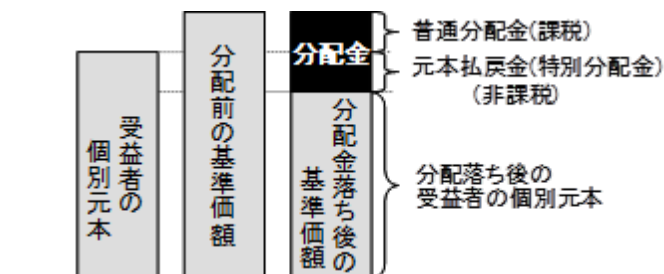 受益者の
個別元本
分配前の基準価額
分配金
分配金落ち後の
基準価額
普通分配金(課税)
元本払戻金(特別分配金)
(非課税)
分配落ち後の
受益者の個別元本